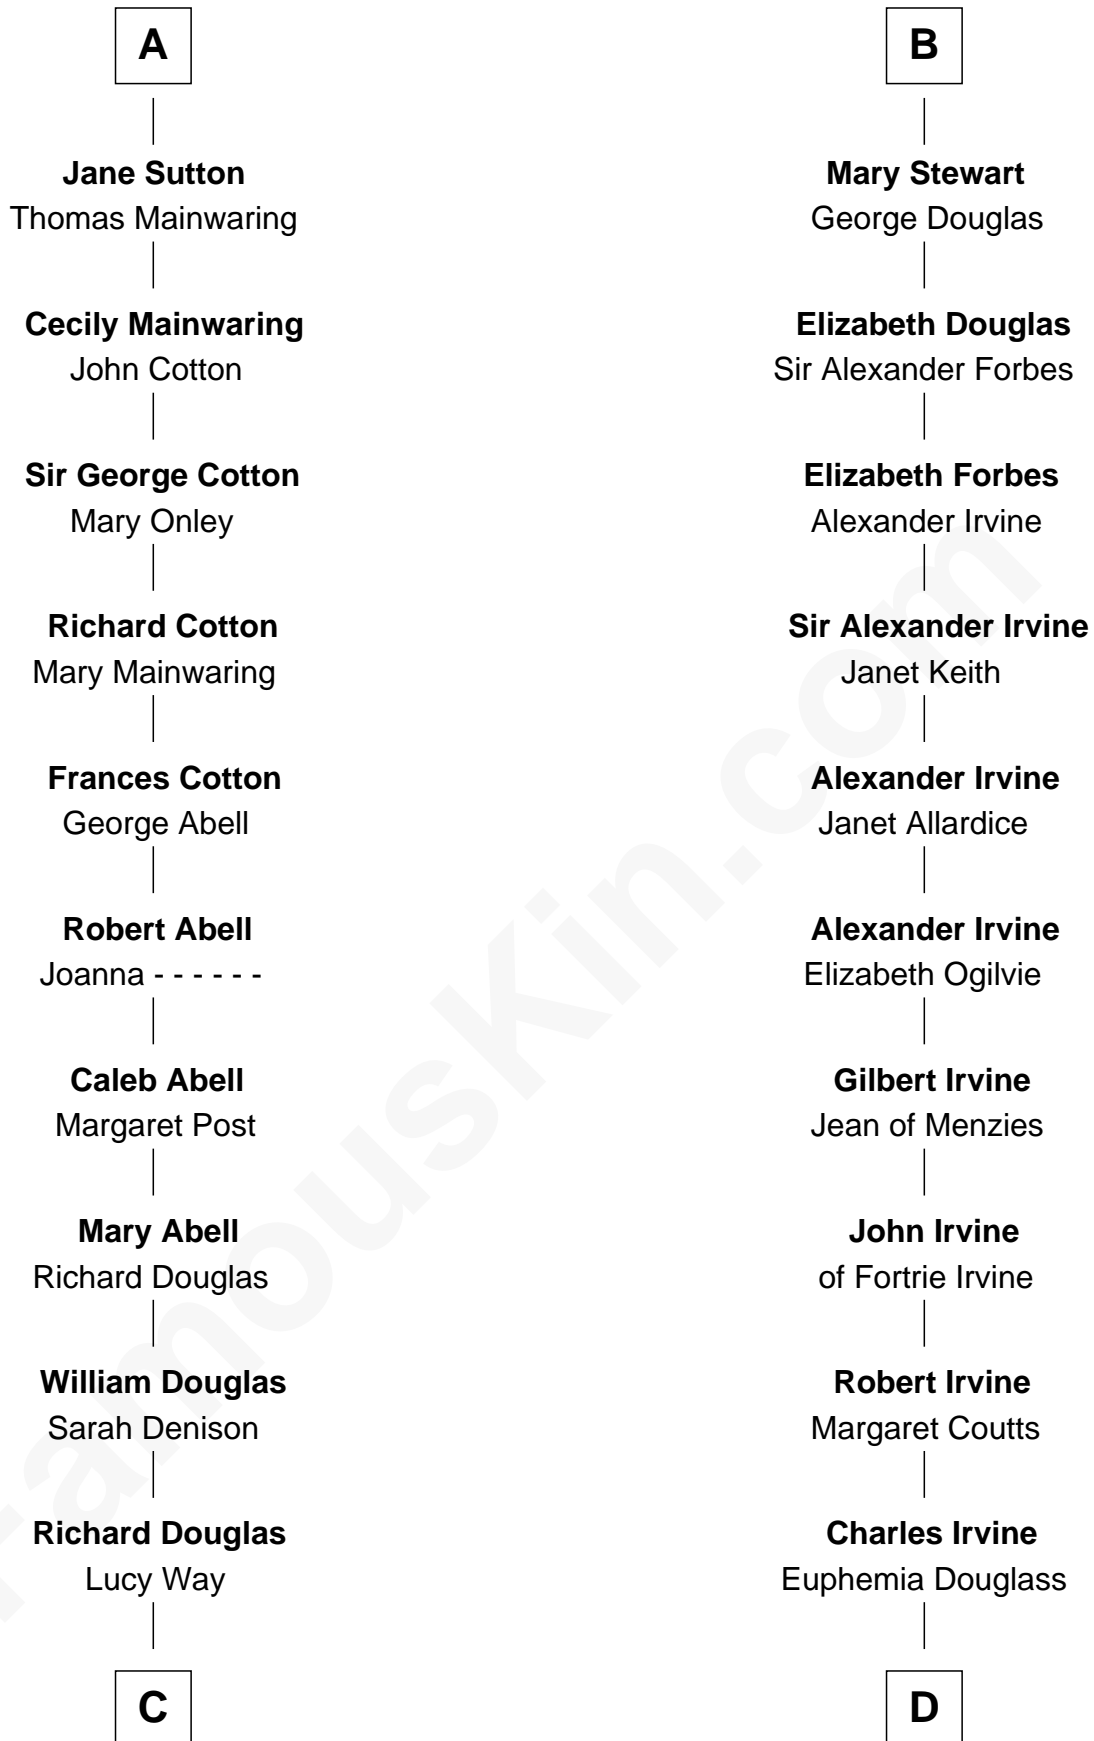 A
Jane Sutton
Thomas Mainwaring
Cecily Mainwaring
John Cotton
Sir George Cotton
Mary Onley
Richard Cotton
Mary Mainwaring
Frances Cotton
George Abell
Robert Abell
Joanna - - - - - -
Caleb Abell
Margaret Post
Mary Abell
Richard Douglas
William Douglas
Sarah Denison
Richard Douglas
Lucy Way
C
B
Mary Stewart
George Douglas
Elizabeth Douglas
Sir Alexander Forbes
Elizabeth Forbes
Alexander Irvine
Sir Alexander Irvine
Janet Keith
Alexander Irvine
Janet Allardice
Alexander Irvine
Elizabeth Ogilvie
Gilbert Irvine
Jean of Menzies
John Irvine
of Fortrie Irvine
Robert Irvine
Margaret Coutts
Charles Irvine
Euphemia Douglass
D
FamousKin.com